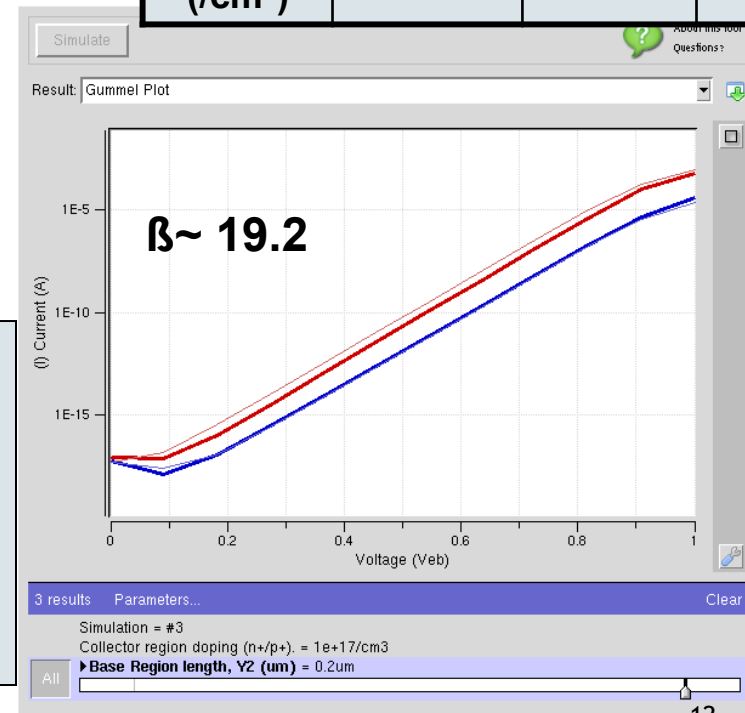 (/cm³)
Simulate
?
About this tool
Questions?
Result: Gummel Plot
ß~ 19.2
(I) Current (A)
1E-5
1E-10
1E-15
0 0.2 0.4 0.6 0.8 1
Voltage (Veb)
3 results Parameters... Clear
Simulation = #3
Collector region doping (n+/p+). = 1e+17/cm3
All
Base Region length, Y2 (um) = 0.2um